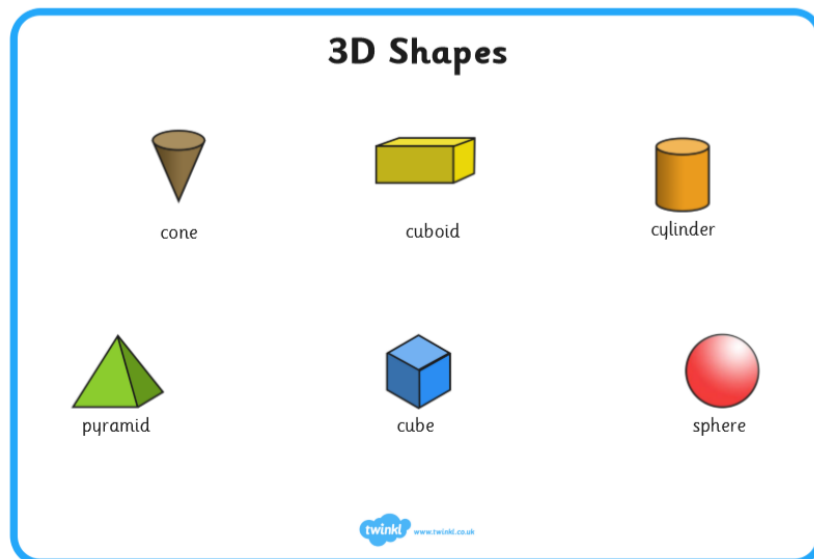 3D Shapes
cone
cuboid
cylinder
pyramid
cube
sphere
twinkl www.twinkl.co.uk